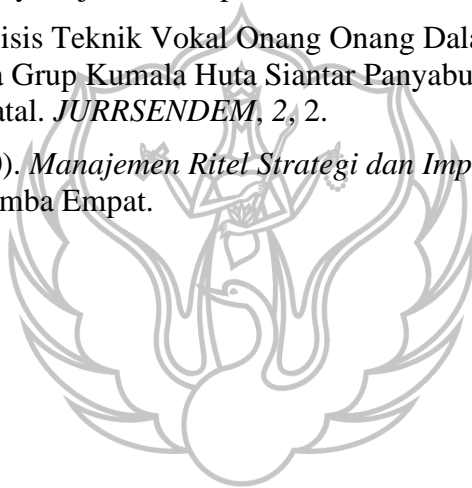 isis Teknik Vokal Onang Onang Dala
a Grup Kumala Huta Siantar Panyabu
atal. JURRSENDEM, 2, 2.
). Manajemen Ritel Strategi dan Imp
mba Empat.